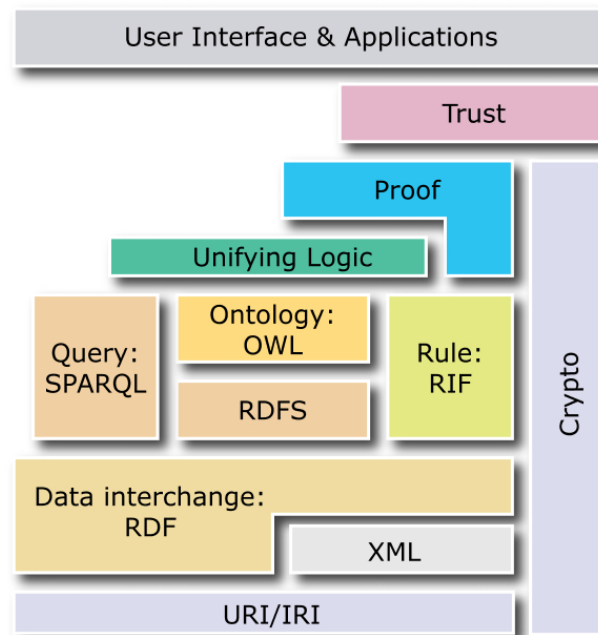 User Interface & Applications
Trust
Proof
Unifying Logic
Query:
SPARQL
Ontology:
OWL
RDFS
Rule:
RIF
Crypto
Data interchange:
RDF
XML
URI/IRI